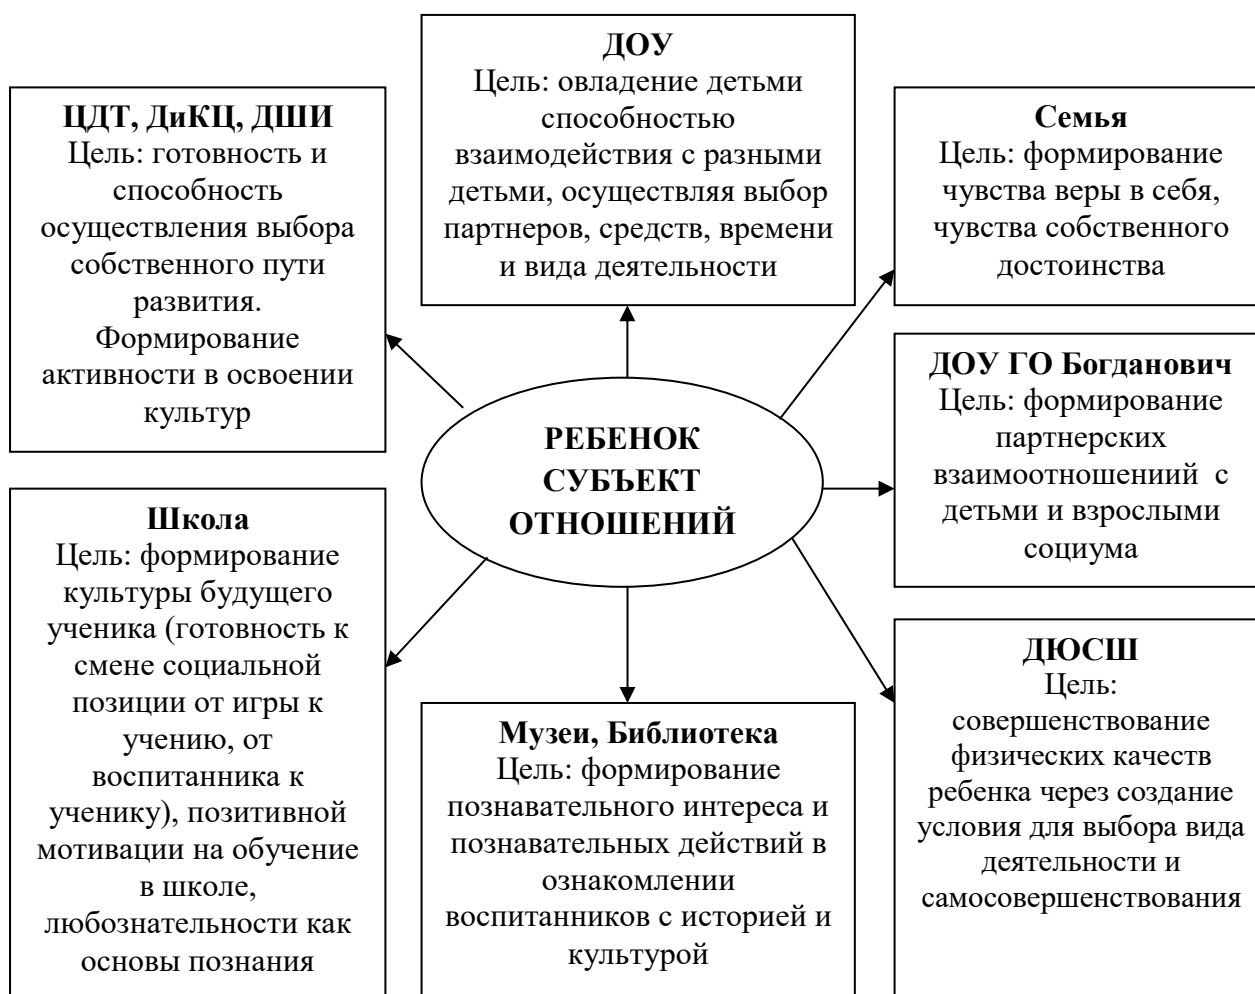 ДОУ
Цель: овладение детьми
способностью
взаимодействия с разными
детьми, осуществляя выбор
партнеров, средств, времени
и вида деятельности
ЦДТ, ДиКЦ, ДШИ
Цель: готовность и
способность
осуществления выбора
собственного пути
развития.
Формирование
активности в освоении
культур
Семья
Цель: формирование
чувства веры в себя,
чувства собственного
достоинства
РЕБЕНОК
СУБЪЕКТ
ОТНОШЕНИЙ
ДОУ ГО Богданович
Цель: формирование
партнерских
взаимоотношениий с
детьми и взрослыми
социума
Школа
Цель: формирование
культуры будущего
ученика (готовность к
смене социальной
позиции от игры к
учению, от
воспитанника к
ученику), позитивной
мотивации на обучение
в школе,
любознательности как
основы познания
Музеи, Библиотека
Цель: формирование
познавательного интереса и
познавательных действий в
ознакомлении
воспитанников с историей и
культурой
ДЮСШ
Цель:
совершенствование
физических качеств
ребенка через создание
условия для выбора вида
деятельности и
самосовершенствования